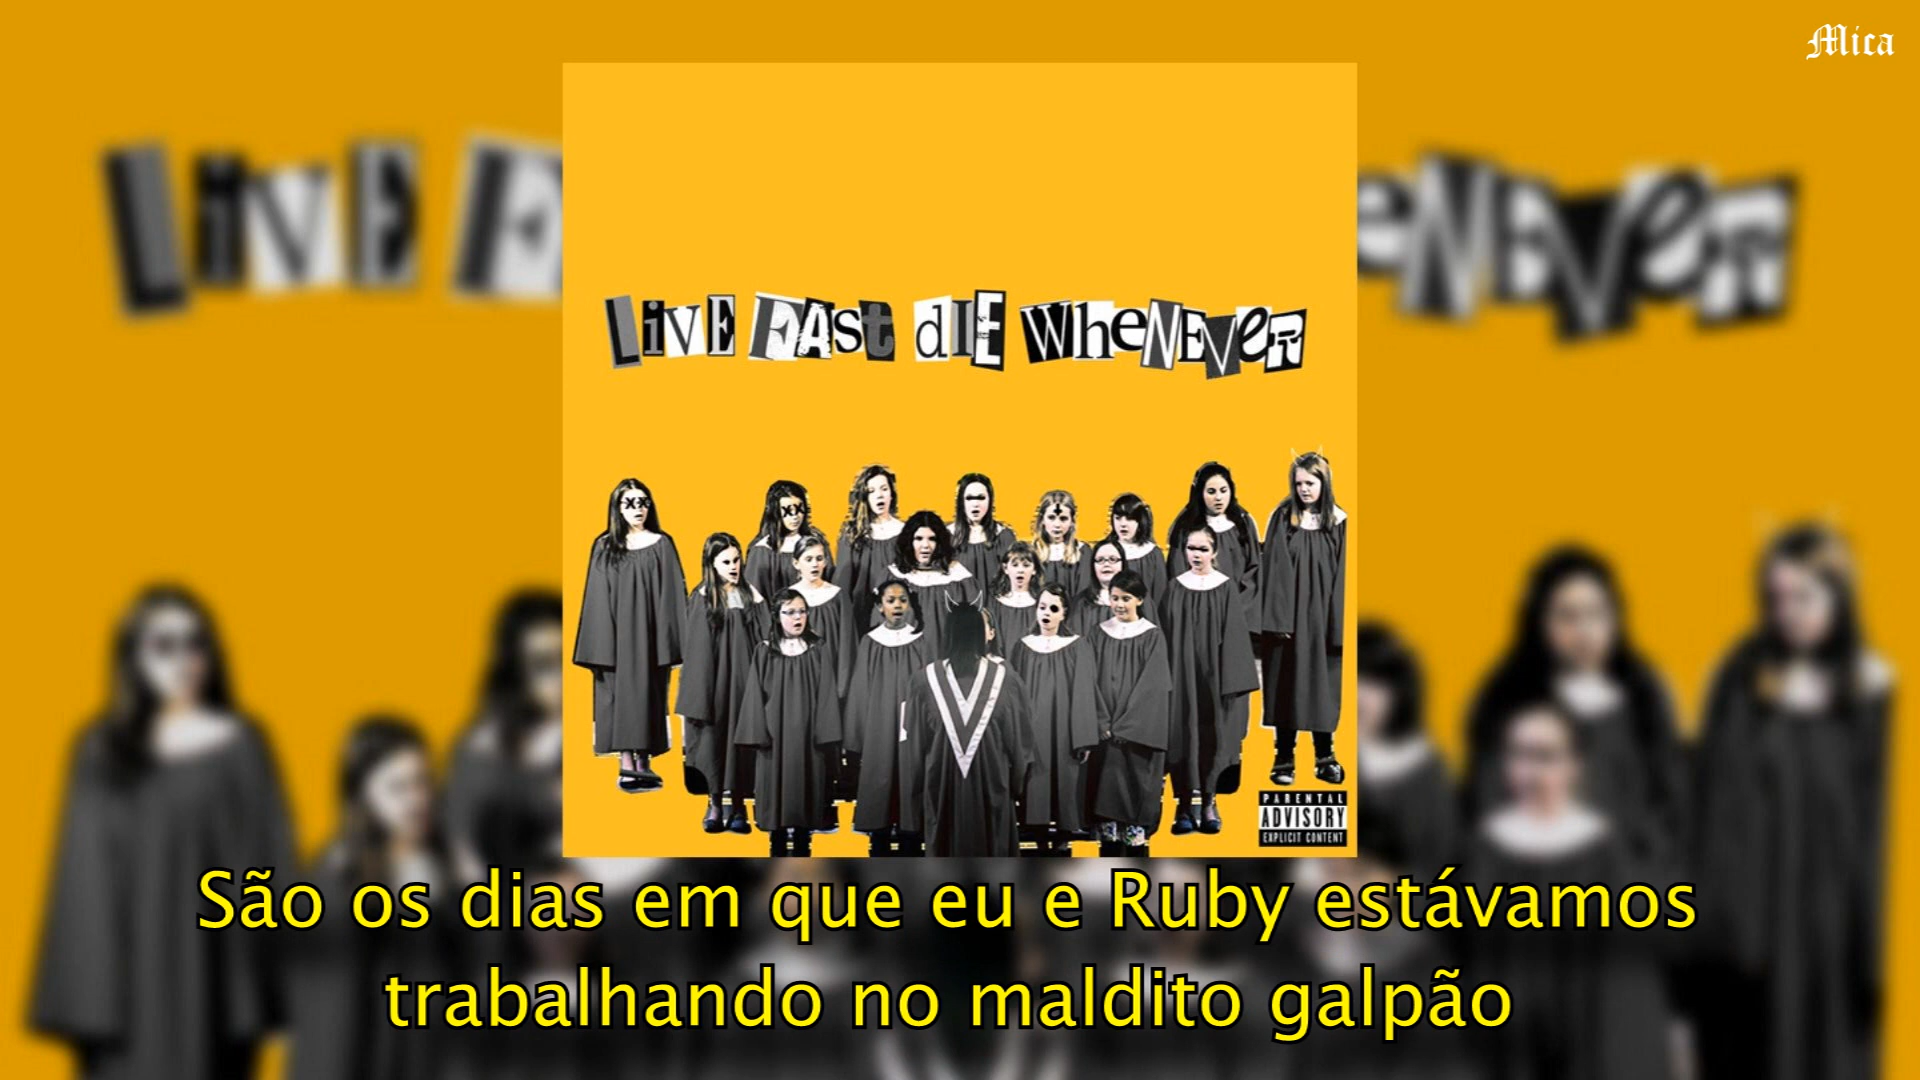 Mica
LiVE FASt dIE WheNEVeR
PARENTAL
ADVISORY
EXPLICIT CONTENT
São os dias em que eu e Ruby estávamos
trabalhando no maldito galpão